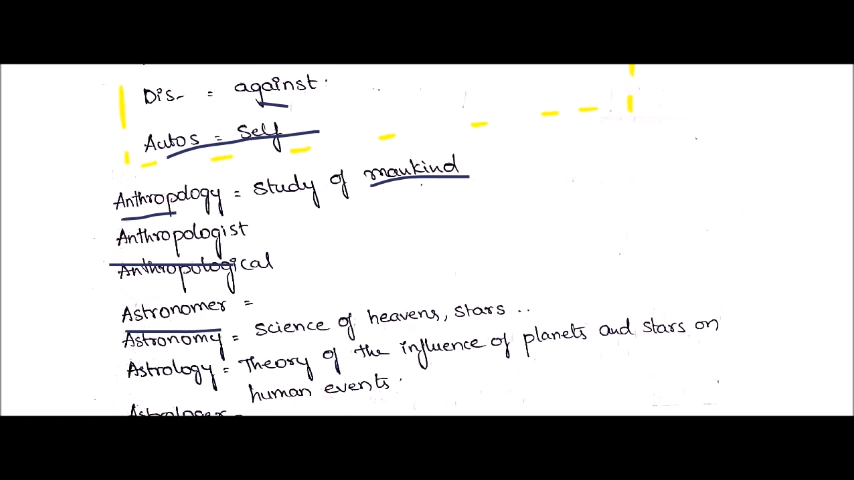 Dis- = against.
Autos = Self
Anthropology = study of mankind
Anthropologist
Anthropological
Astronomer =
Astronomy = science of heavens, stars ..
Astrology = Theory of the influence of planets and stars on
human events.
Astrologer =